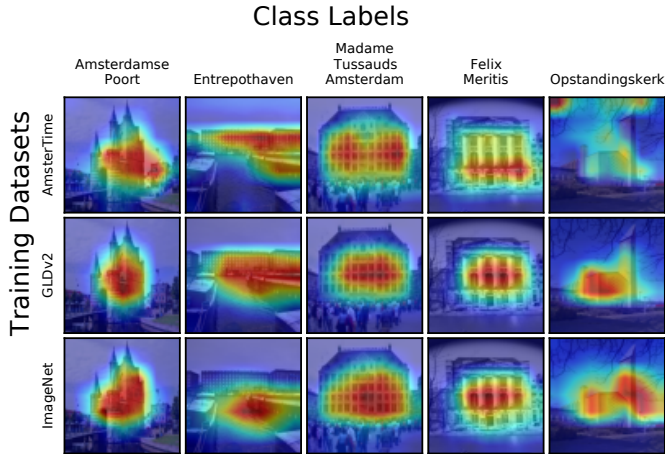 Class Labels
Amsterdamse
Poort
Entrepothaven
Madame
Tussauds
Amsterdam
Felix
Meritis
Opstandingskerk
Training Datasets
AmsterTime
GLDv2
ImageNet